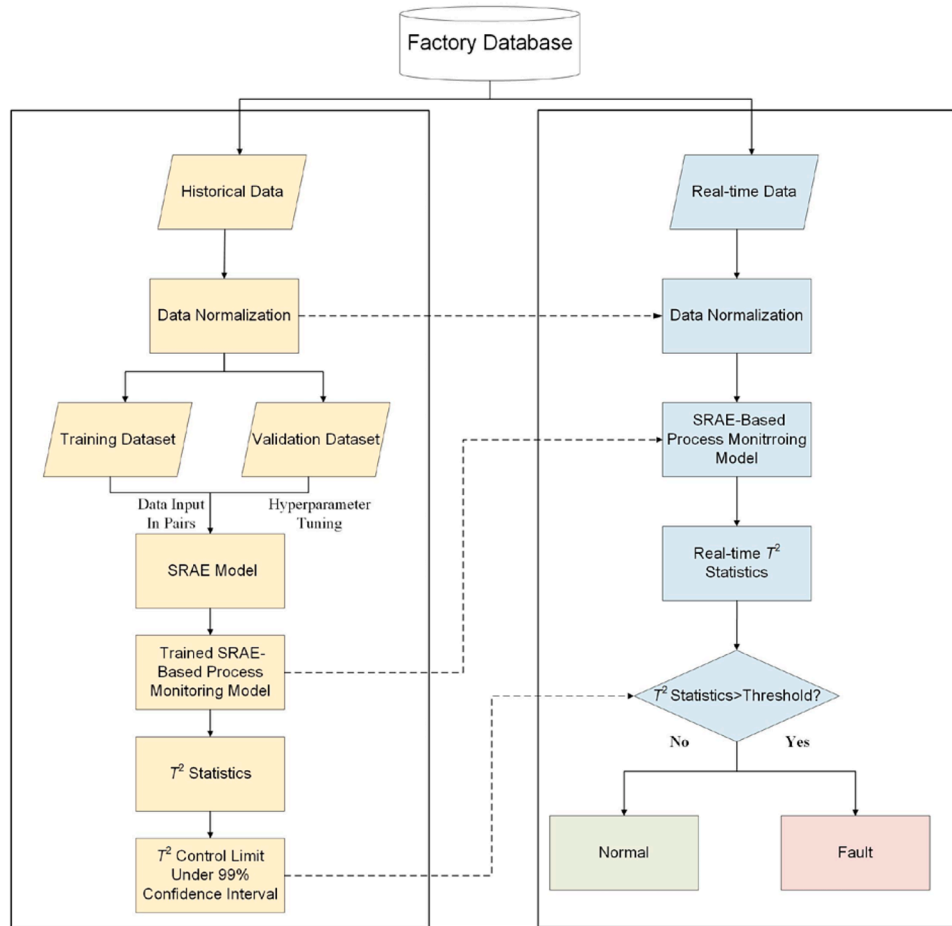 Factory Database
Historical Data
Data Normalization
Training Dataset
Validation Dataset
Data Input
In Pairs
Hyperparameter
Tuning
SRAE Model
Trained SRAE-
Based Process
Monitoring Model
T² Statistics
T² Control Limit
Under 99%
Confidence Interval
Real-time Data
Data Normalization
SRAE-Based
Process Monitrroing
Model
Real-time T²
Statistics
T² Statistics>Threshold?
No
Yes
Normal
Fault